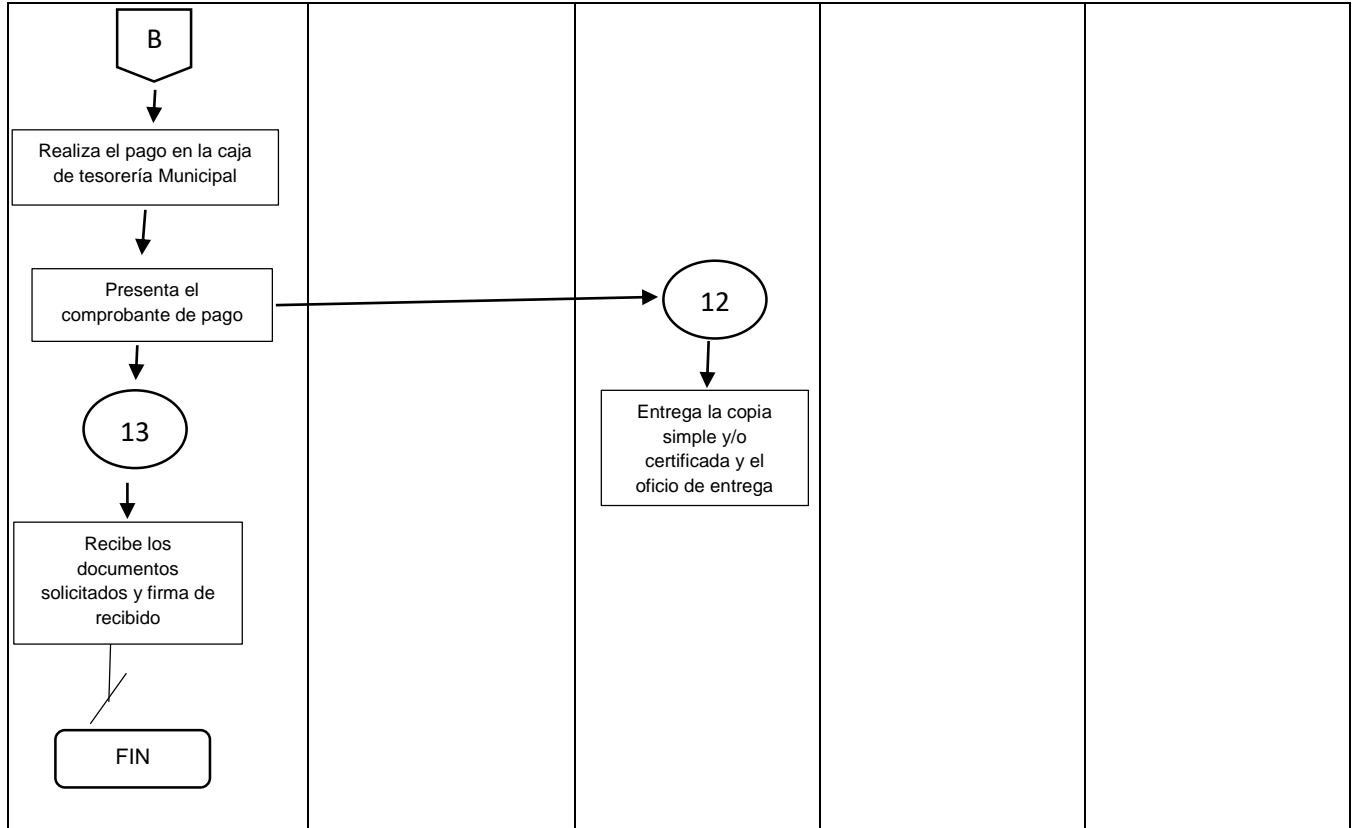 B
Realiza el pago en la caja
de tesorería Municipal
Presenta el
comprobante de pago
12
13
Entrega la copia
simple y/o
certificada y el
oficio de entrega
Recibe los
documentos
solicitados y firma de
recibido
FIN